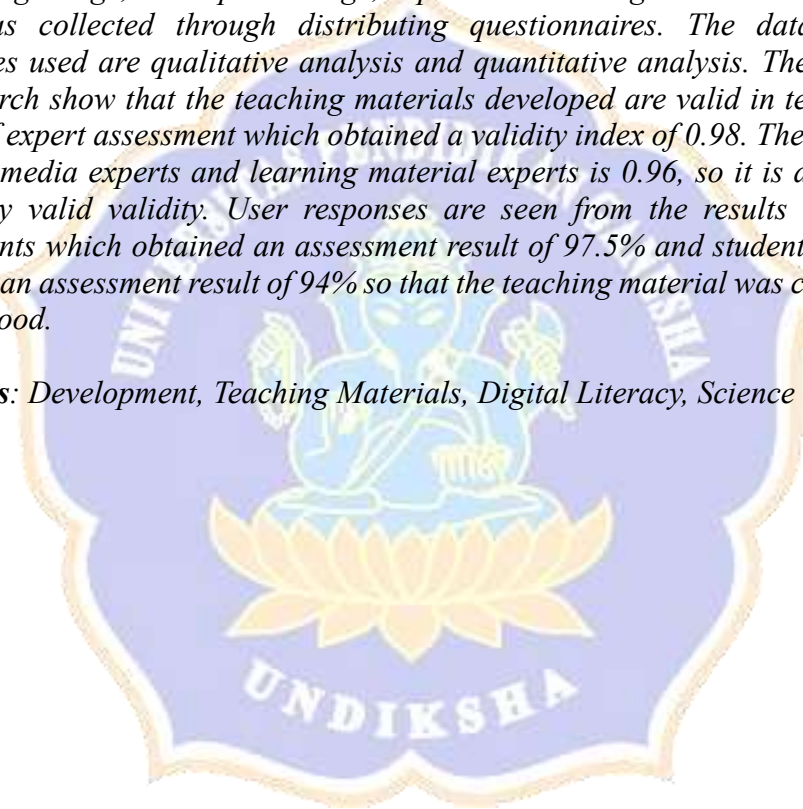 us collected through distributing questionnaires. The data
es used are qualitative analysis and quantitative analysis. The
rch show that the teaching materials developed are valid in te
f expert assessment which obtained a validity index of 0.98. The
media experts and learning material experts is 0.96, so it is a
y valid validity. User responses are seen from the results
nts which obtained an assessment result of 97.5% and student
an assessment result of 94% so that the teaching material was c
ood.
s: Development, Teaching Materials, Digital Literacy, Science
UNIVERSITAS PENDIDIKAN GANESHA
UNDIKSHA